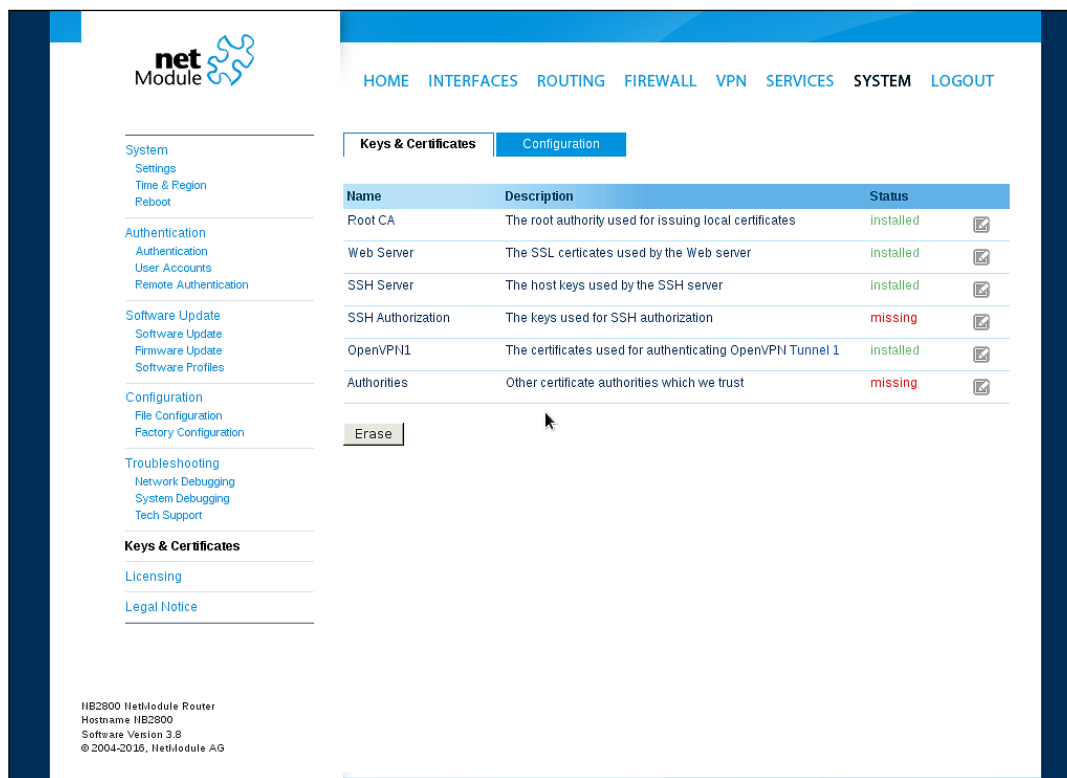 net
Module
HOME INTERFACES ROUTING FIREWALL VPN SERVICES SYSTEM LOGOUT
System
Settings
Time & Region
Reboot
Authentication
Authentication
User Accounts
Remote Authentication
Software Update
Software Update
Firmware Update
Software Profiles
Configuration
File Configuration
Factory Configuration
Troubleshooting
Network Debugging
System Debugging
Tech Support
Keys & Certificates
Licensing
Legal Notice
Keys & Certificates Configuration
Name Description Status
Root CA The root authority used for issuing local certificates installed
Web Server The SSL certicates used by the Web server installed
SSH Server The host keys used by the SSH server installed
SSH Authorization The keys used for SSH authorization missing
OpenVPN1 The certificates used for authenticating OpenVPN Tunnel 1 installed
Authorities Other certificate authorities which we trust missing
Erase
NB2800 NetModule Router
Hostname NB2800
Software Version 3.8
© 2004-2016, NetModule AG